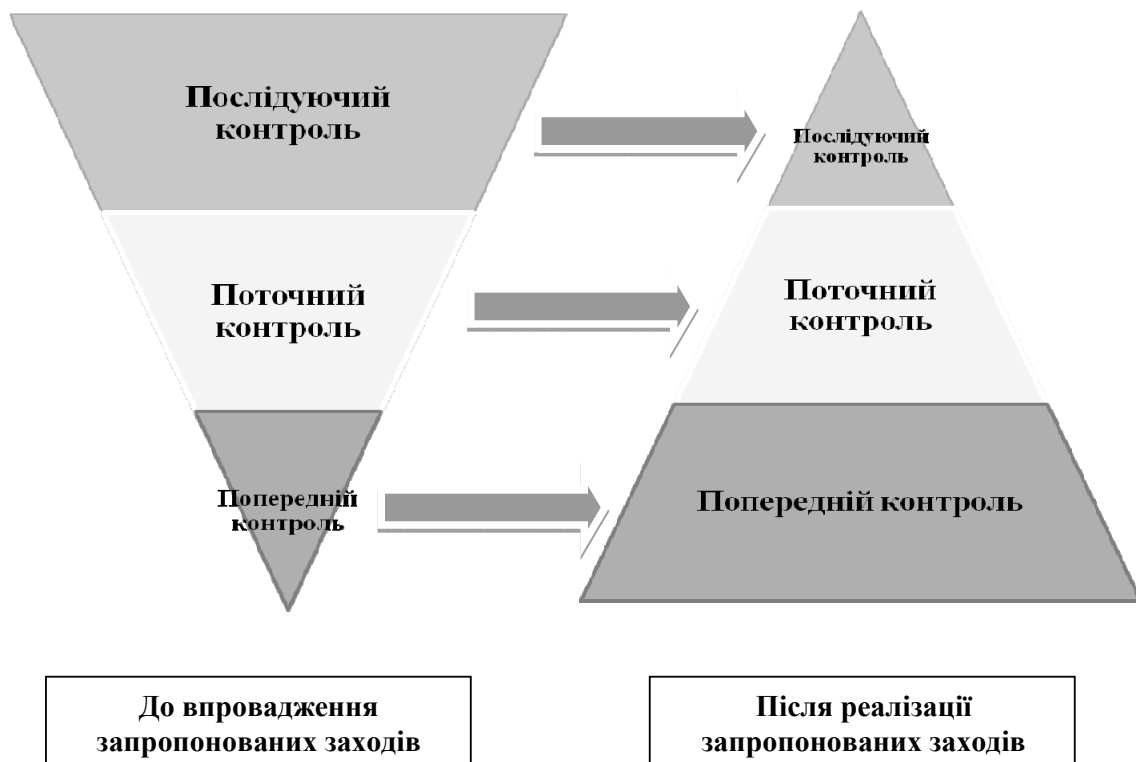 Послідуючий
контроль
Послідуючий
контроль
Поточний
контроль
Поточний
контроль
Попередній
контроль
Попередній контроль
До впровадження
запропонованих заходів
Після реалізації
запропонованих заходів